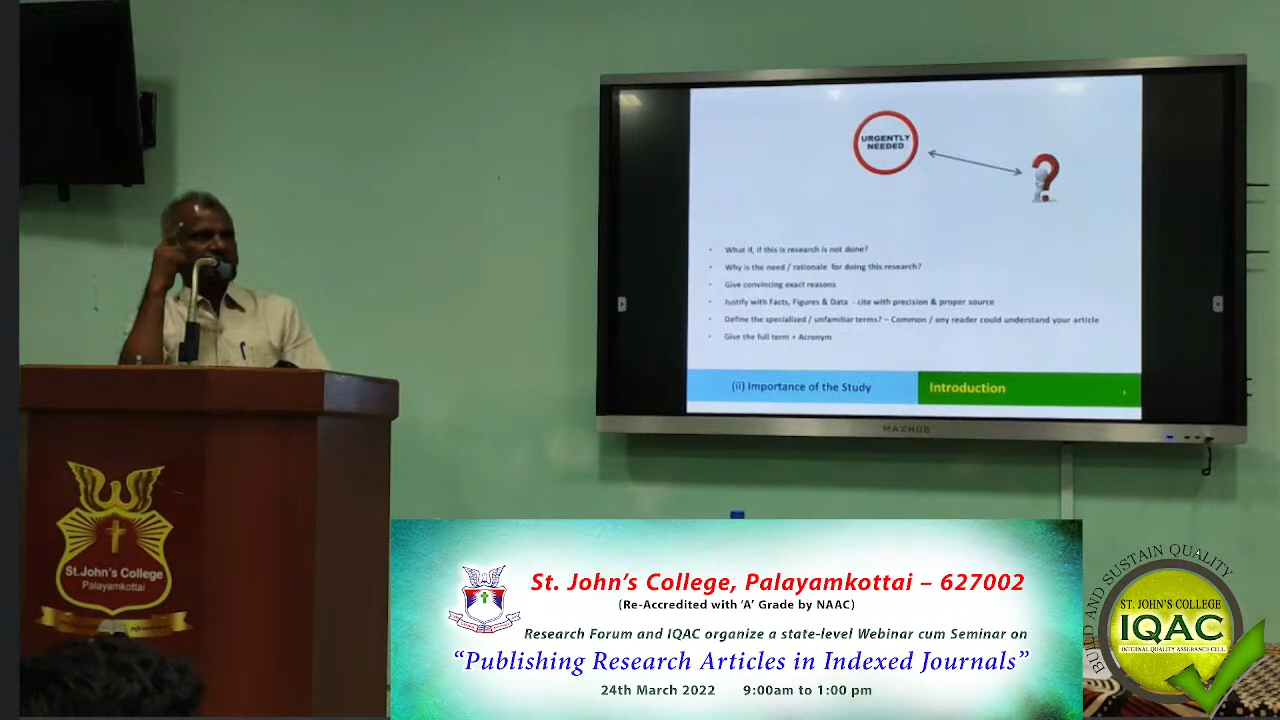 URGENTLY
NEEDED
• What if, if this is research is not done?
• Why is the need / rationale for doing this research?
• Give convincing exact reasons
• Justify with Facts, Figures & Data - cite with precision & proper source
• Define the specialized / unfamiliar terms? – Common / any reader could understand your article
• Give the full term + Acronym
(ii) Importance of the Study
Introduction
MAXHUB
St.John's College
Palayamkottai
St. John's College, Palayamkottai – 627002
(Re-Accredited with 'A' Grade by NAAC)
Research Forum and IQAC organize a state-level Webinar cum Seminar on
"Publishing Research Articles in Indexed Journals"
24th March 2022 9:00am to 1:00 pm
BUILD AND SUSTAIN QUALITY
ST. JOHN'S COLLEGE
IQAC
INTERNAL QUALITY ASSURANCE CELL